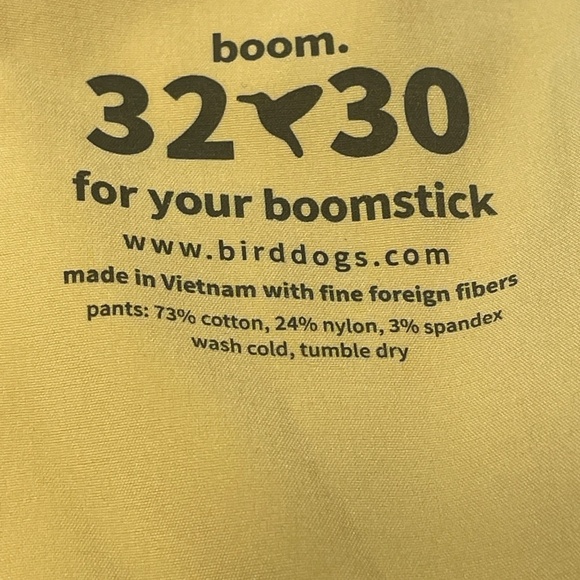 boom.
32 30
for your boomstick
www.birddogs.com
made in Vietnam with fine foreign fibers
pants: 73% cotton, 24% nylon, 3% spandex
wash cold, tumble dry